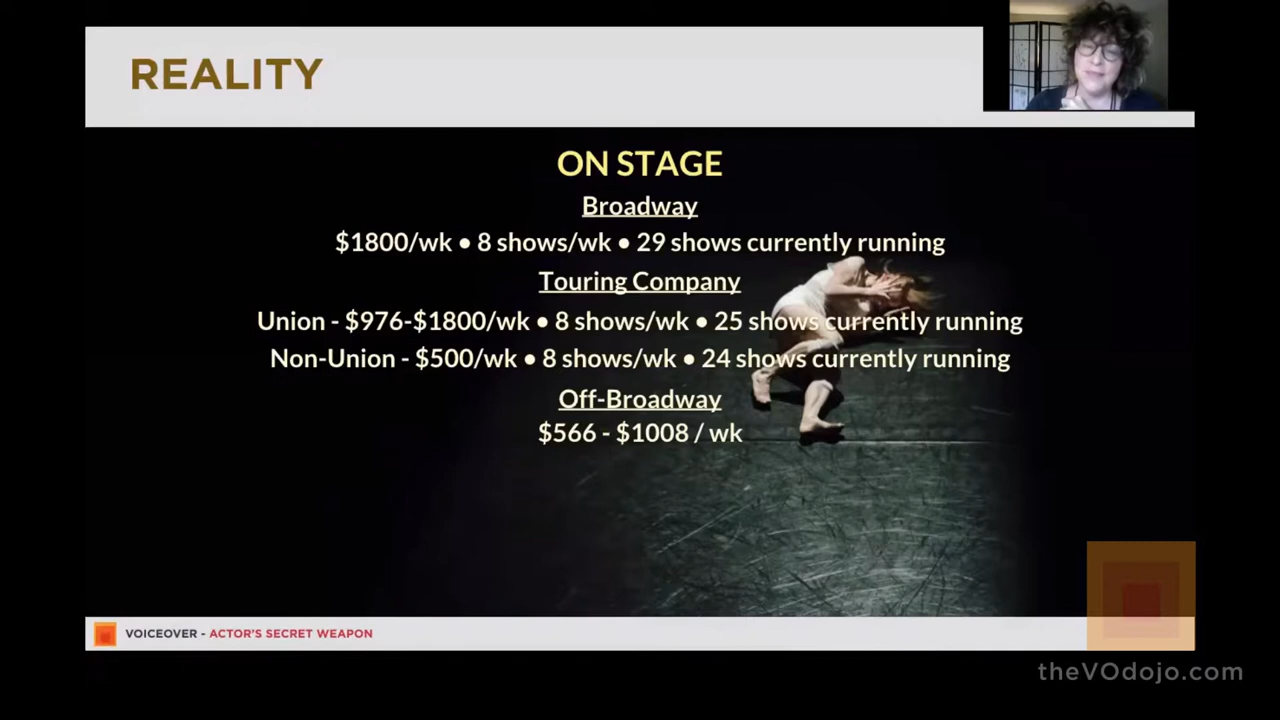 REALITY
ON STAGE
Broadway
$1800/wk • 8 shows/wk • 29 shows currently running
Touring Company
Union - $976-$1800/wk • 8 shows/wk • 25 shows currently running
Non-Union - $500/wk • 8 shows/wk • 24 shows currently running
Off-Broadway
$566 - $1008 / wk
VOICEOVER - ACTOR'S SECRET WEAPON
theVOdojo.com